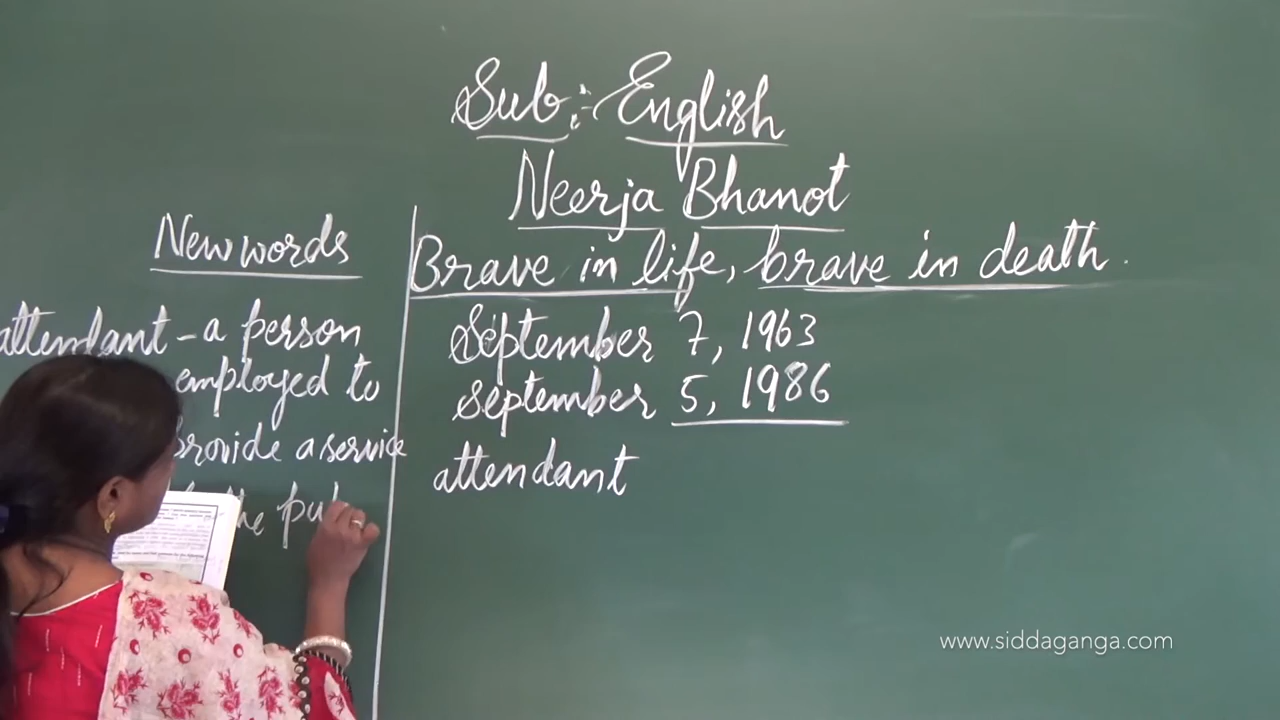 Sub:- English
Neerja Bhanot
New words
attendant - a person
employed to
provide a service
the
Brave in life, brave in death.
September 7, 1963
September 5, 1986
attendant
www.siddaganga.com